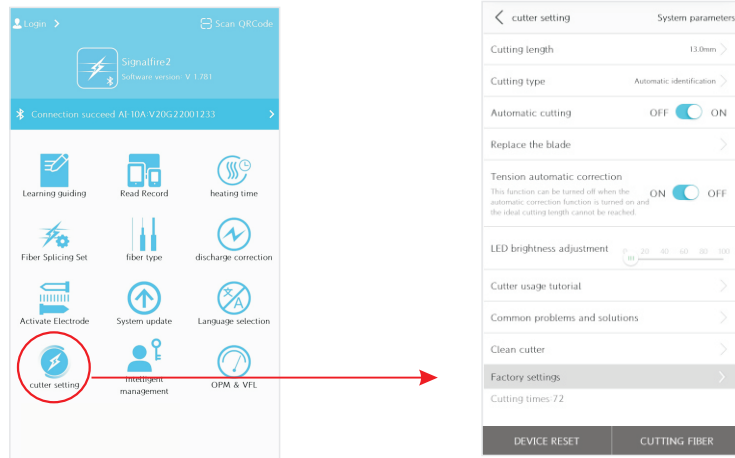 Login >
Scan QRCode
Signalfire2
Software version: V 1.781
Connection succeed AI-10A-V20G22001233 >
Learning guiding
Read Record
heating time
Fiber Splicing Set
fiber type
discharge correction
Activate Electrode
System update
Language selection
cutter setting
Intelligent
management
OPM & VFL
< cutter setting
System parameters
Cutting length
13.0mm >
Cutting type
Automatic identification >
Automatic cutting
OFF
ON
Replace the blade >
Tension automatic correction
This function can be turned off when the
automatic correction function is turned on and
the ideal cutting length cannot be reached.
ON
OFF
LED brightness adjustment
0 20 40 60 80 100
10
Cutter usage tutorial >
Common problems and solutions >
Clean cutter >
Factory settings >
Cutting times 72
DEVICE RESET
CUTTING FIBER